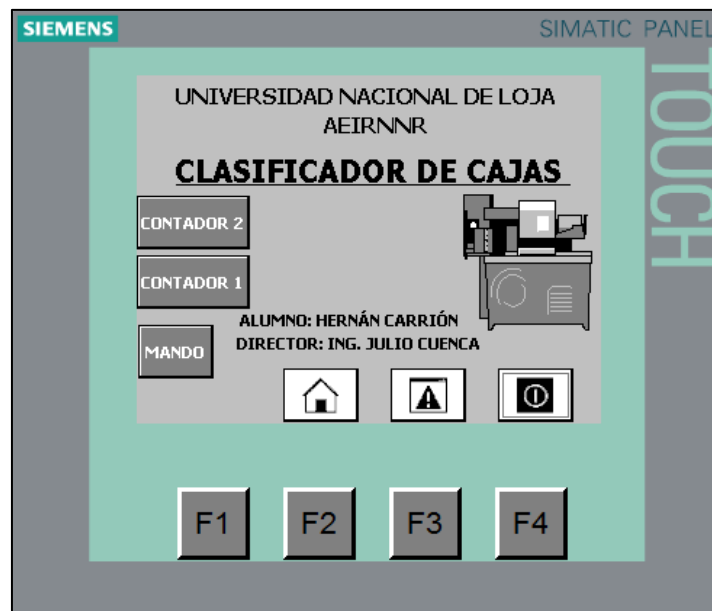 SIEMENS
SIMATIC PANEL
TOUCH
UNIVERSIDAD NACIONAL DE LOJA
AEIRNNR
CLASIFICADOR DE CAJAS
CONTADOR 2
CONTADOR 1
ALUMNO: HERNÁN CARRIÓN
DIRECTOR: ING. JULIO CUENCA
MANDO
F1 F2 F3 F4